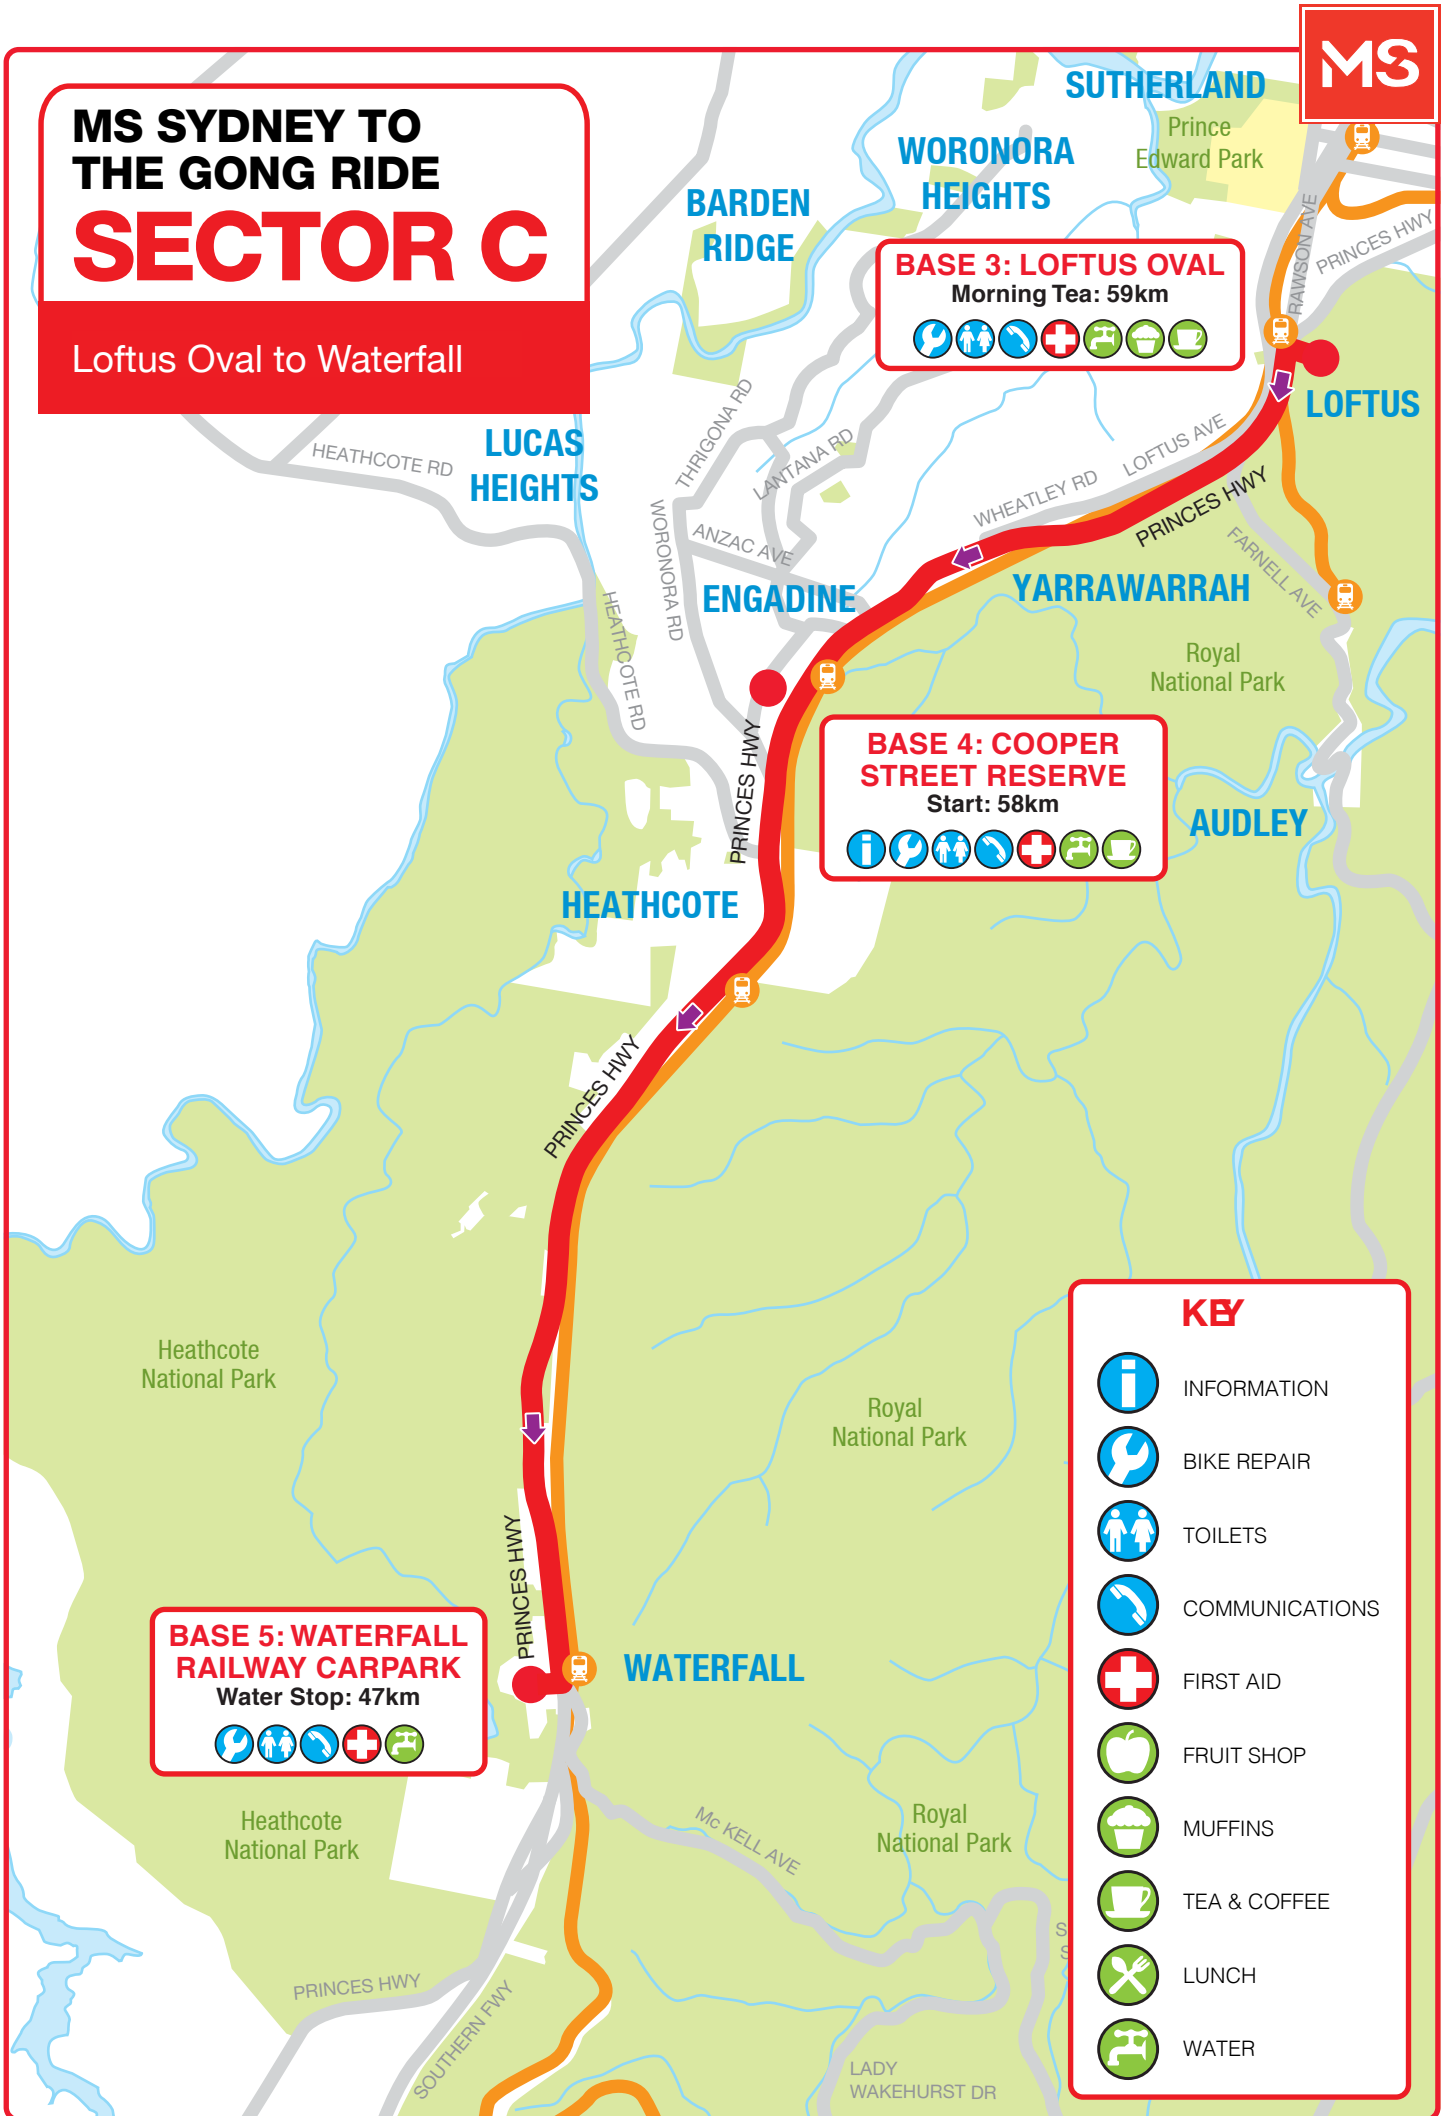 MS
MS SYDNEY TO
THE GONG RIDE
SECTOR C
Loftus Oval to Waterfall
SUTHERLAND
Prince
Edward Park
WORONORA
HEIGHTS
BARDEN
RIDGE
RAWSON AVE
PRINCES HWY
BASE 3: LOFTUS OVAL
Morning Tea: 59km
LOFTUS
LUCAS
HEIGHTS
HEATHCOTE RD
THRIGONA RD
LANTANA RD
LOFTUS AVE
WHEATLEY RD
PRINCES HWY
WORONORA RD
ANZAC AVE
FARNELL AVE
ENGADINE
YARRAWARRAH
HEATHCOTE RD
Royal
National Park
PRINCES HWY
BASE 4: COOPER
STREET RESERVE
Start: 58km
AUDLEY
HEATHCOTE
PRINCES HWY
Heathcote
National Park
Royal
National Park
PRINCES HWY
BASE 5: WATERFALL
RAILWAY CARPARK
Water Stop: 47km
WATERFALL
Heathcote
National Park
Mc KELL AVE
Royal
National Park
S
S
PRINCES HWY
SOUTHERN FWY
LADY
WAKEHURST DR
KEY
INFORMATION
BIKE REPAIR
TOILETS
COMMUNICATIONS
FIRST AID
FRUIT SHOP
MUFFINS
TEA & COFFEE
LUNCH
WATER